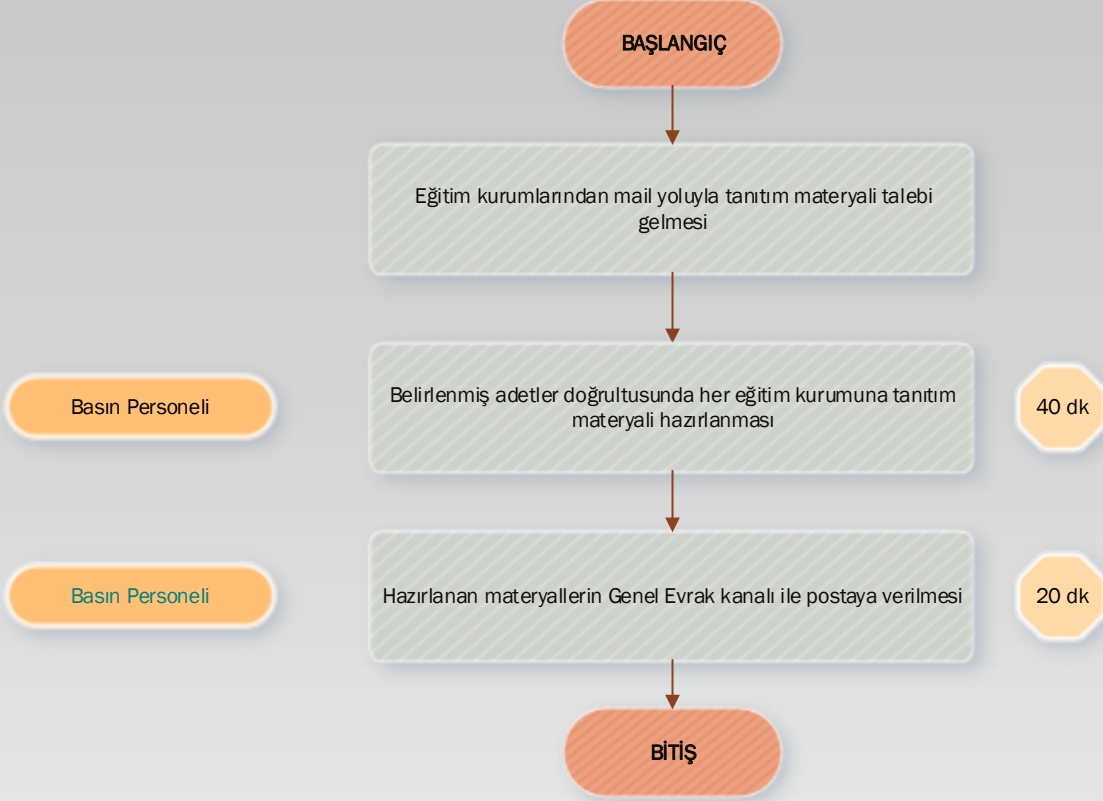 BAŞLANGIÇ
Eğitim kurumlarından mail yoluyla tanıtım materyali talebi
gelmesi
Basın Personeli
Belirlenmiş adetler doğrultusunda her eğitim kurumuna tanıtım
materyali hazırlanması
40 dk
Basın Personeli
Hazırlanan materyallerin Genel Evrak kanalı ile postaya verilmesi
20 dk
BİTİŞ